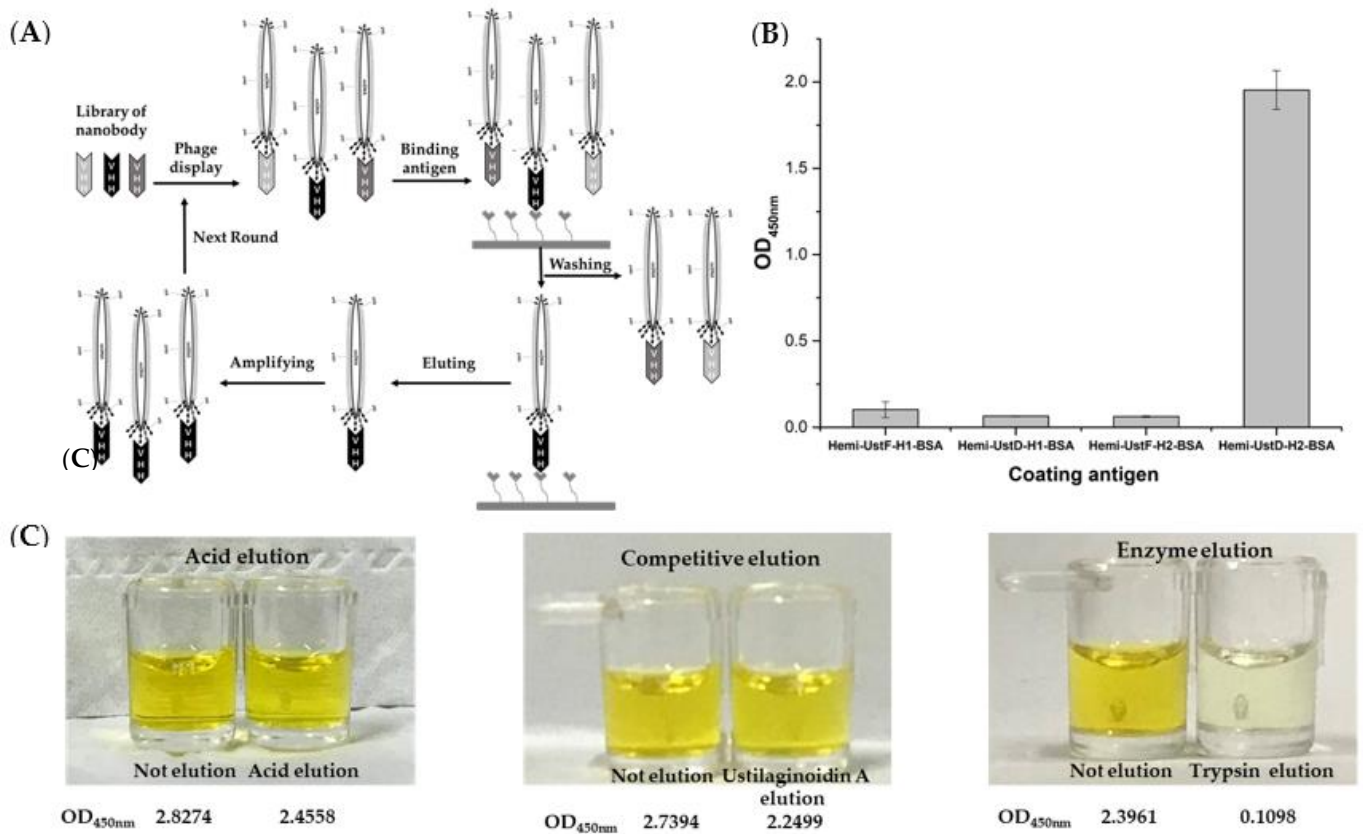 (A)
Library of
nanobody
V
H
H
V
H
H
V
H
H
Phage
display
V
H
H
V
H
H
V
H
H
Binding
antigen
V
H
H
V
H
H
V
H
H
Washing
V
H
H
V
H
H
Next Round
V
H
H
V
H
H
V
H
H
Amplifying
V
H
H
Eluting
V
H
H
(C)
(B)
OD450nm
2.0
1.5
1.0
0.5
0.0
Hemi-UstF-H1-BSA Hemi-UstD-H1-BSA Hemi-UstF-H2-BSA Hemi-UstD-H2-BSA
Coating antigen
(C)
Acid elution
Not elution Acid elution
OD450nm 2.8274 2.4558
Competitive elution
Not elution Ustilaginoidin A
elution
OD450nm 2.7394 2.2499
Enzyme elution
Not elution Trypsin elution
OD450nm 2.3961 0.1098